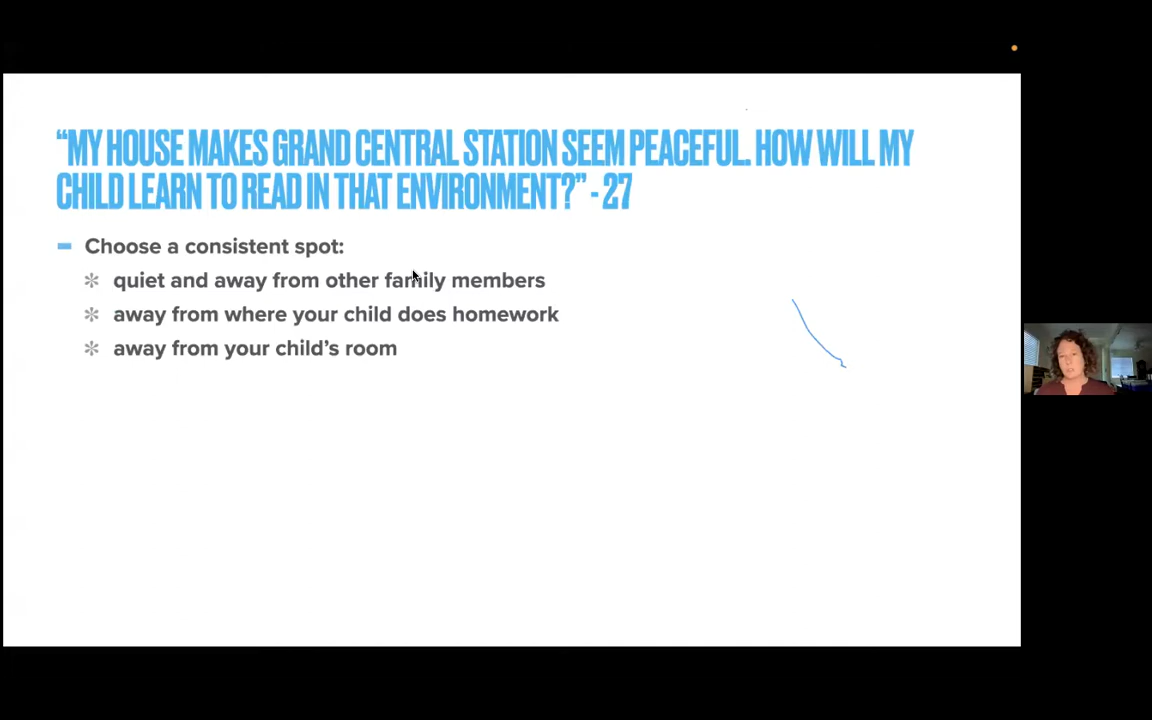 “MY HOUSE MAKES GRAND CENTRAL STATION SEEM PEACEFUL. HOW WILL MY
CHILD LEARN TO READ IN THAT ENVIRONMENT?” - 27
Choose a consistent spot:
quiet and away from other family members
away from where your child does homework
away from your child’s room